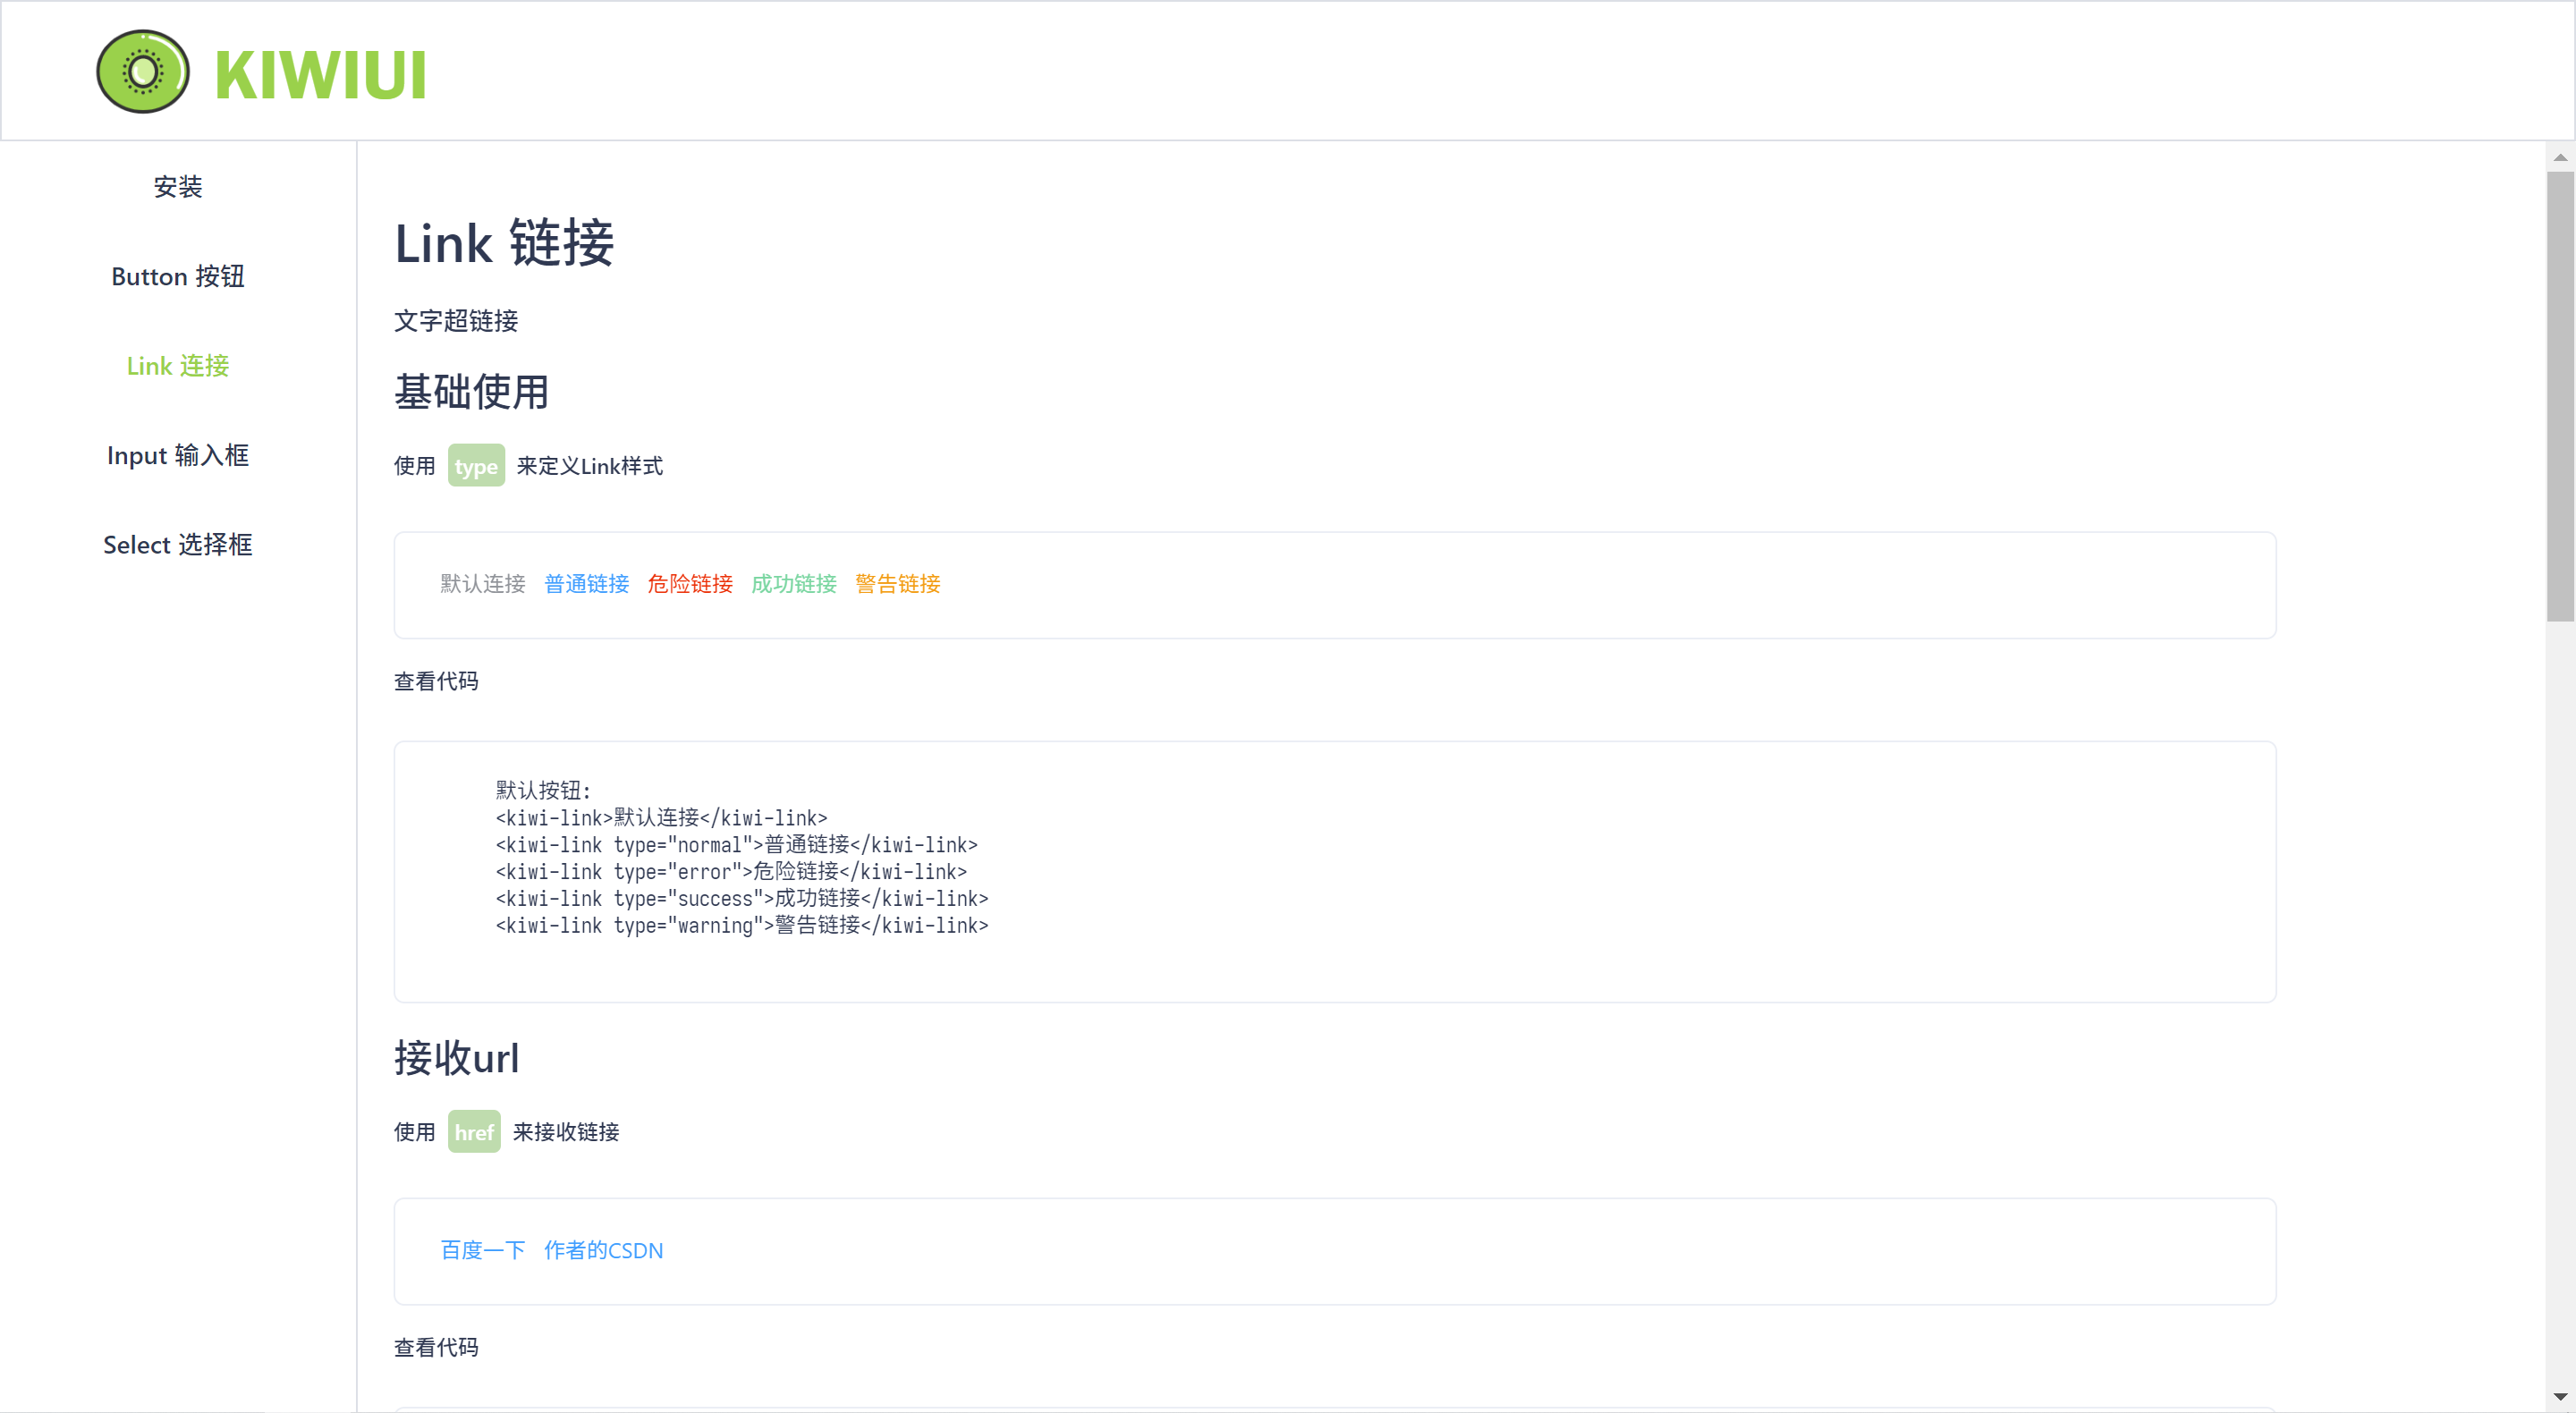 KIWIUI
安装
Button 按钮
Link 连接
Input 输入框
Select 选择框
Link 链接
文字超链接
基础使用
使用 type 来定义Link样式
默认连接 普通链接 危险链接 成功链接 警告链接
查看代码
默认按钮:
<kiwi-link>默认连接</kiwi-link>
<kiwi-link type="normal">普通链接</kiwi-link>
<kiwi-link type="error">危险链接</kiwi-link>
<kiwi-link type="success">成功链接</kiwi-link>
<kiwi-link type="warning">警告链接</kiwi-link>
接收url
使用 href 来接收链接
百度一下 作者的CSDN
查看代码